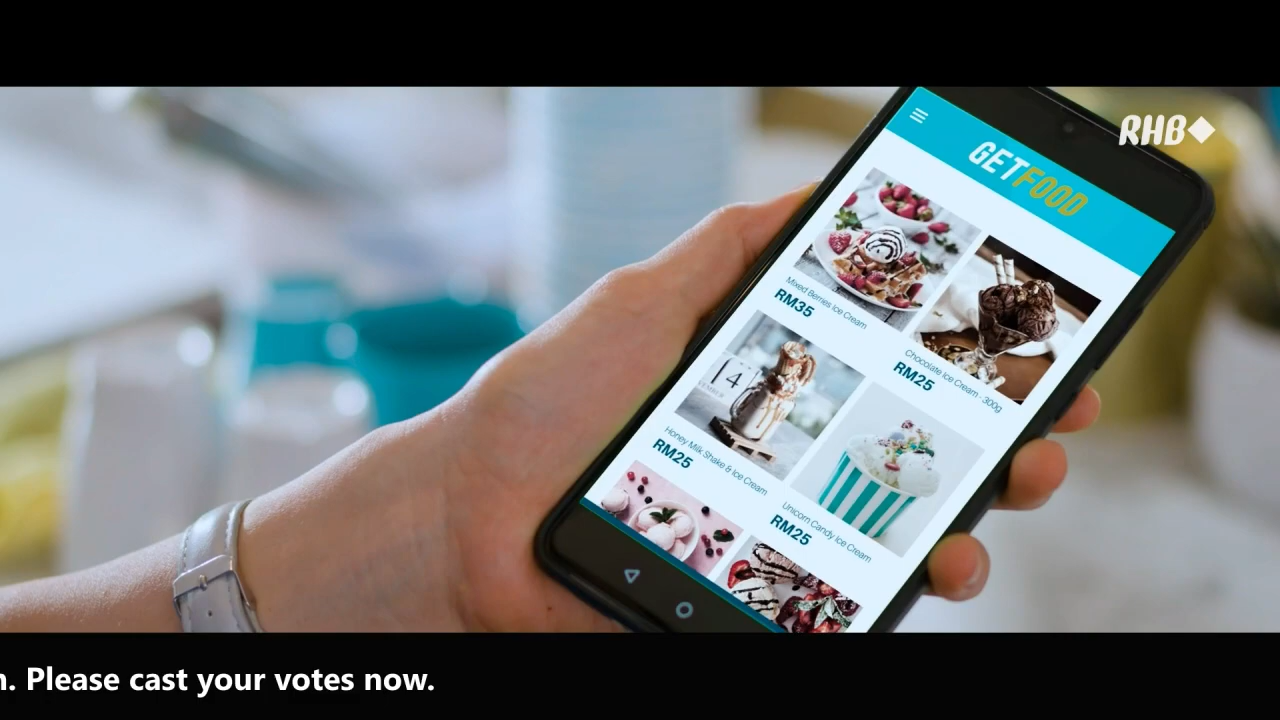 RHB
GETFOOD
Mixed Berries Ice Cream
RM35
Chocolate Ice Cream - 300g
RM25
14
Honey Milk Shake & Ice Cream
RM25
Unicorn Candy Ice Cream
RM25
. Please cast your votes now.